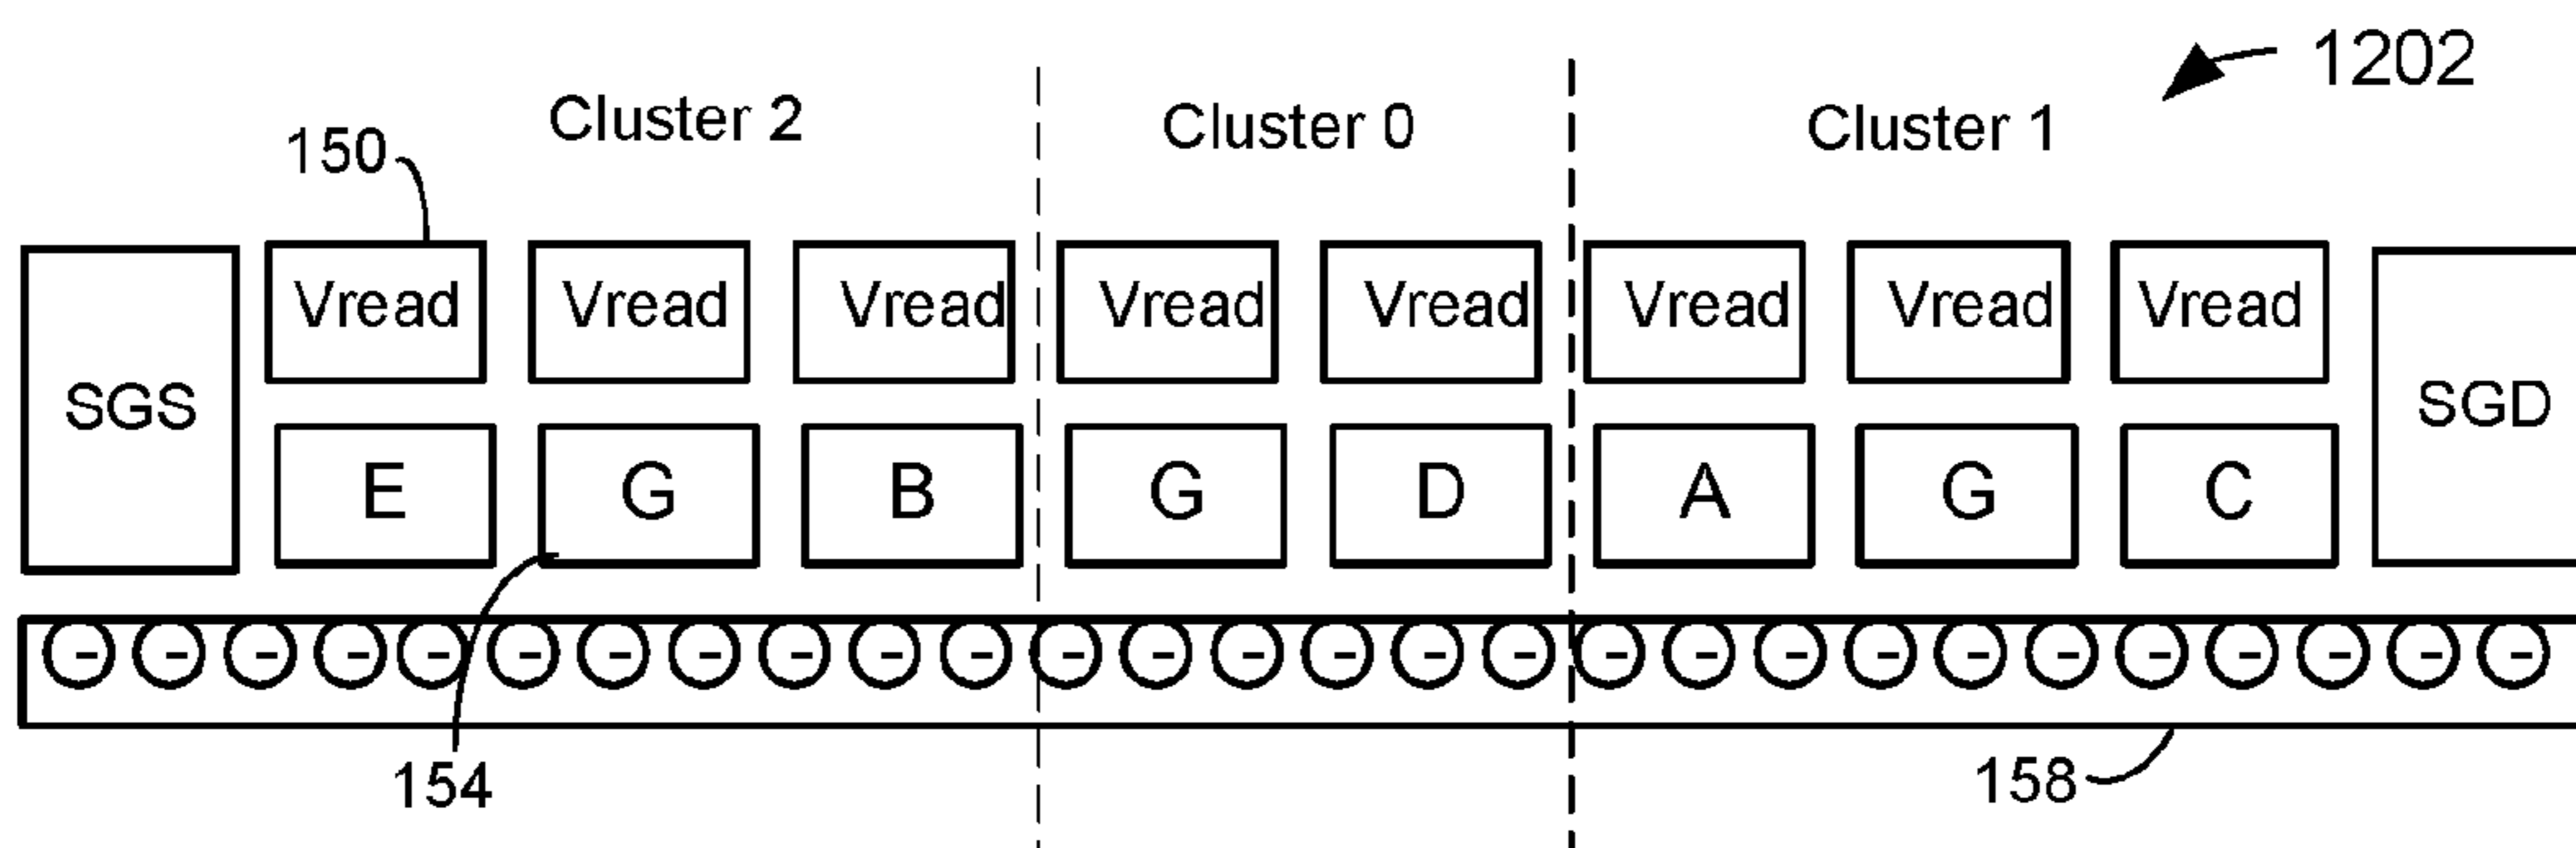 1202
Cluster 2 Cluster 0 Cluster 1
150
Vread Vread Vread Vread Vread Vread Vread Vread
SGS SGD
E G B G D A G C
- - - - - - - - - - - - - - - - - - - - - - - - - - - -
154 158